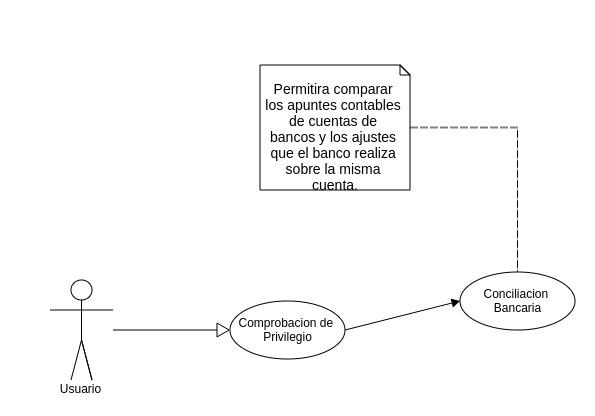 Permitira comparar
los apuntes contables
de cuentas de
bancos y los ajustes
que el banco realiza
sobre la misma
cuenta.
Conciliacion
Bancaria
Comprobacion de
Privilegio
Usuario